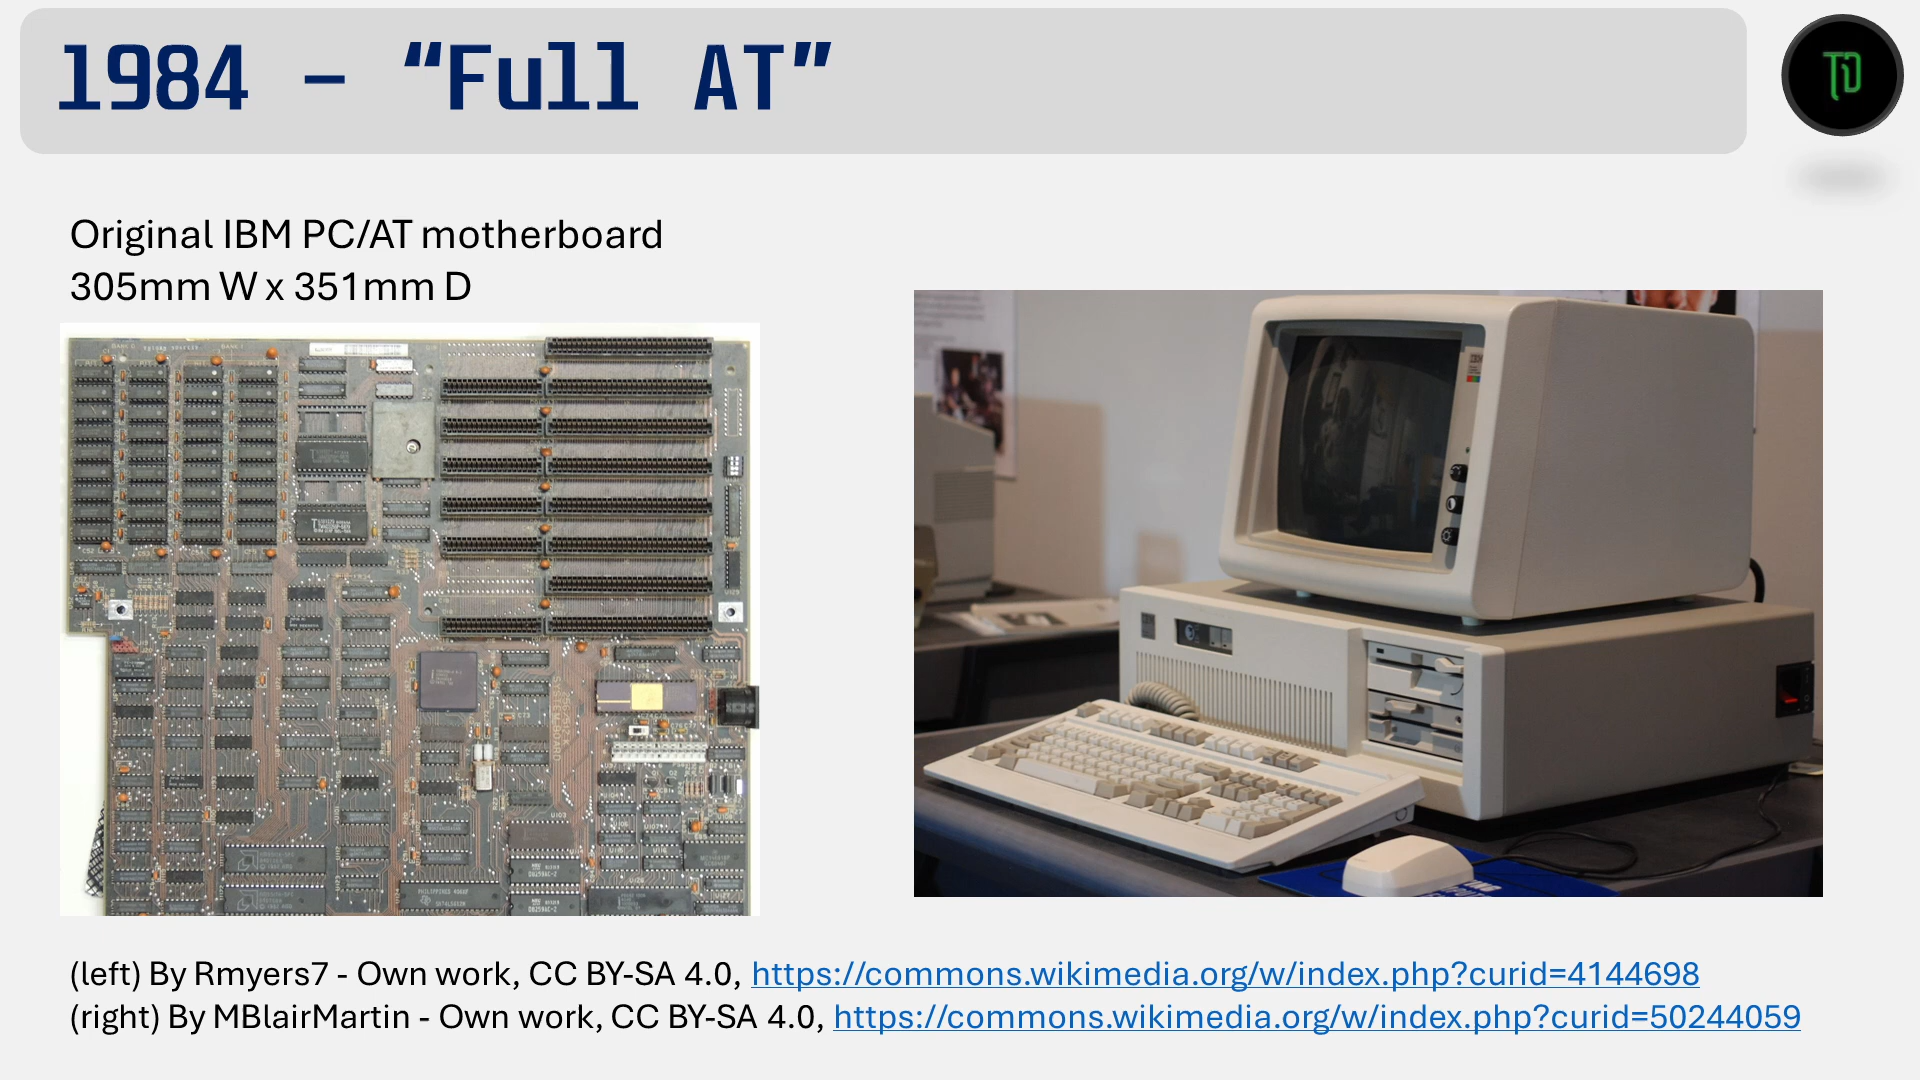 1984 – “Full AT”
TD
Original IBM PC/AT motherboard
305mm W x 351mm D
(left) By Rmyers7 - Own work, CC BY-SA 4.0, https://commons.wikimedia.org/w/index.php?curid=4144698
(right) By MBlairMartin - Own work, CC BY-SA 4.0, https://commons.wikimedia.org/w/index.php?curid=50244059